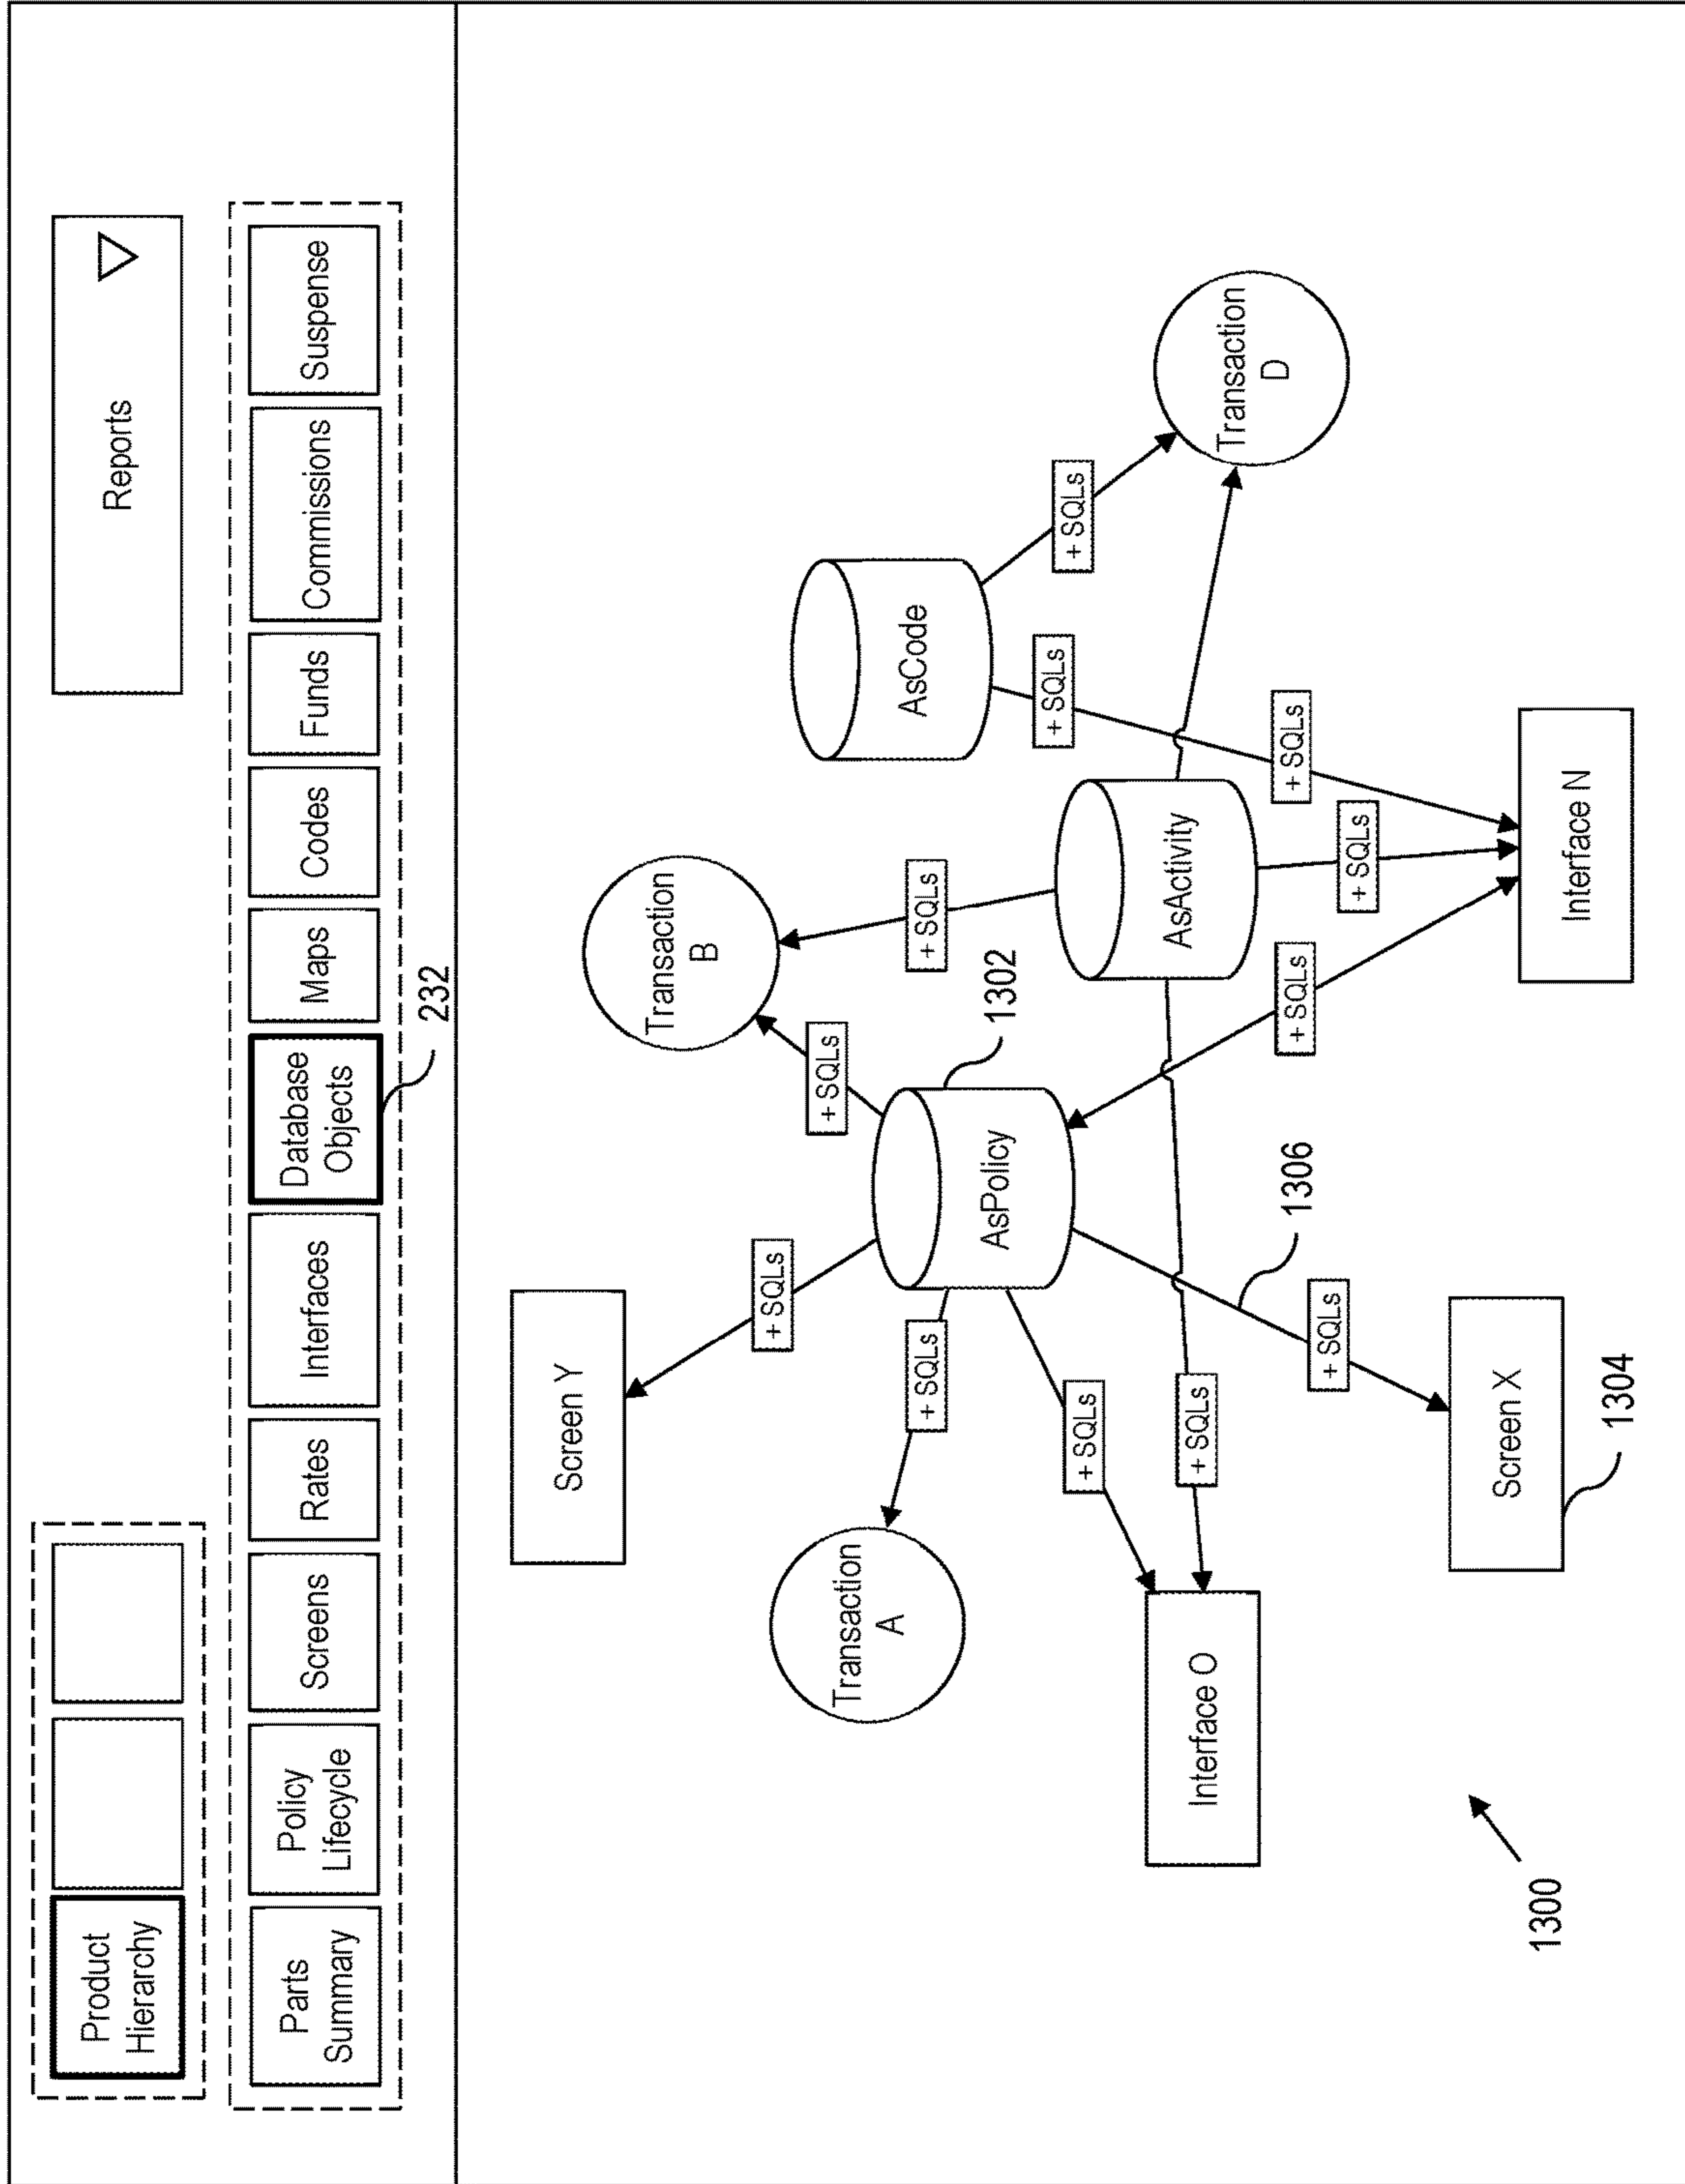 Product
Hierarchy
Reports
Parts
Summary
Policy
Lifecycle
Screens
Rates
Interfaces
Database
Objects
Maps
Codes
Funds
Commissions
Suspense
232
Screen Y
Transaction
B
+ SQLs
+ SQLs
Transaction
A
+ SQLs
AsPolicy
1302
+ SQLs
AsCode
+ SQLs
+ SQLs
+ SQLs
Interface O
+ SQLs
AsActivity
Transaction
D
1306
+ SQLs
+ SQLs
+ SQLs
+ SQLs
Screen X
1304
Interface N
1300